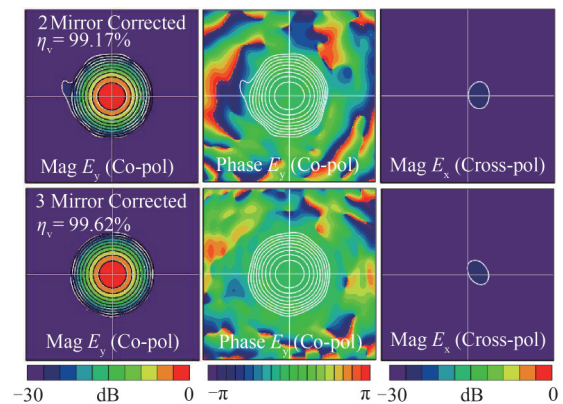 2 Mirror Corrected
ηv = 99.17%
Mag Ey (Co-pol)
Phase Ey (Co-pol)
Mag Ex (Cross-pol)
3 Mirror Corrected
ηv = 99.62%
Mag Ey (Co-pol)
Phase Ey (Co-pol)
Mag Ex (Cross-pol)
−30 dB 0
−π π
−30 dB 0